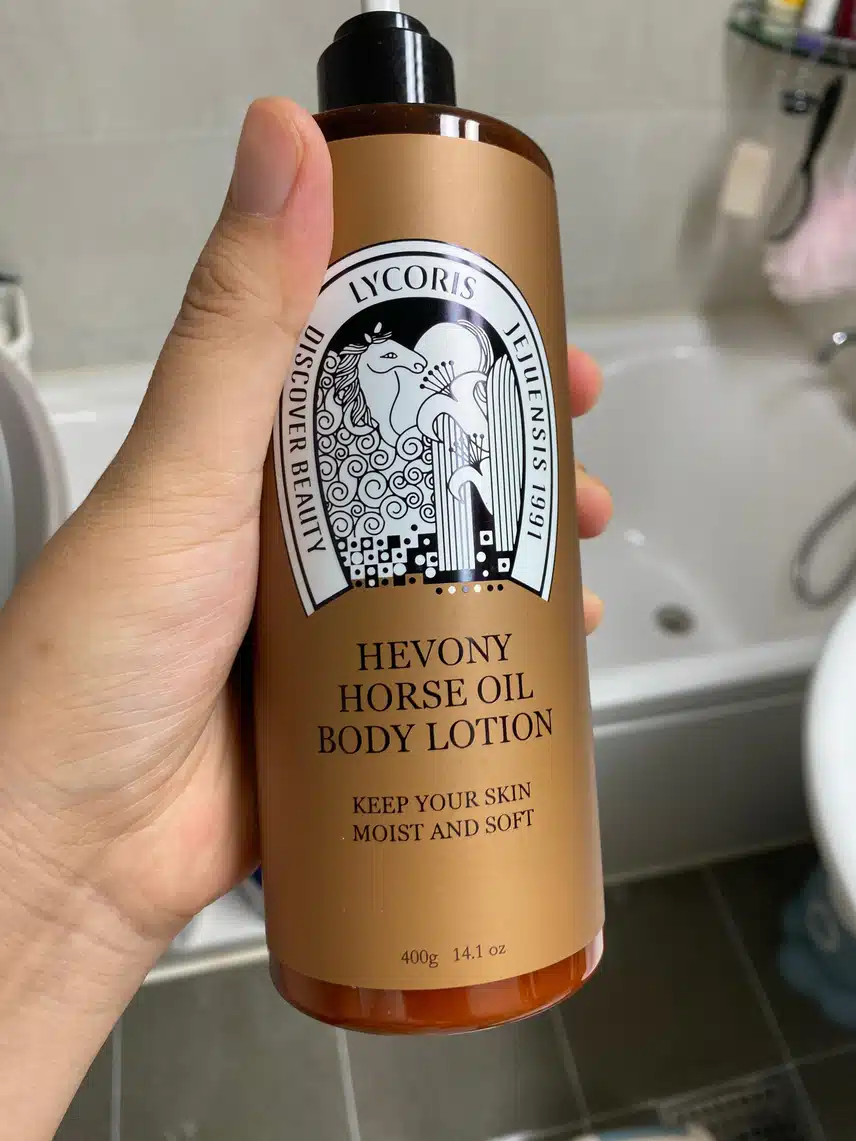 LYCORIS
DISCOVER BEAUTY
JEJUENSIS 1991
HEVONY
HORSE OIL
BODY LOTION
KEEP YOUR SKIN
MOIST AND SOFT
400g 14.1 oz